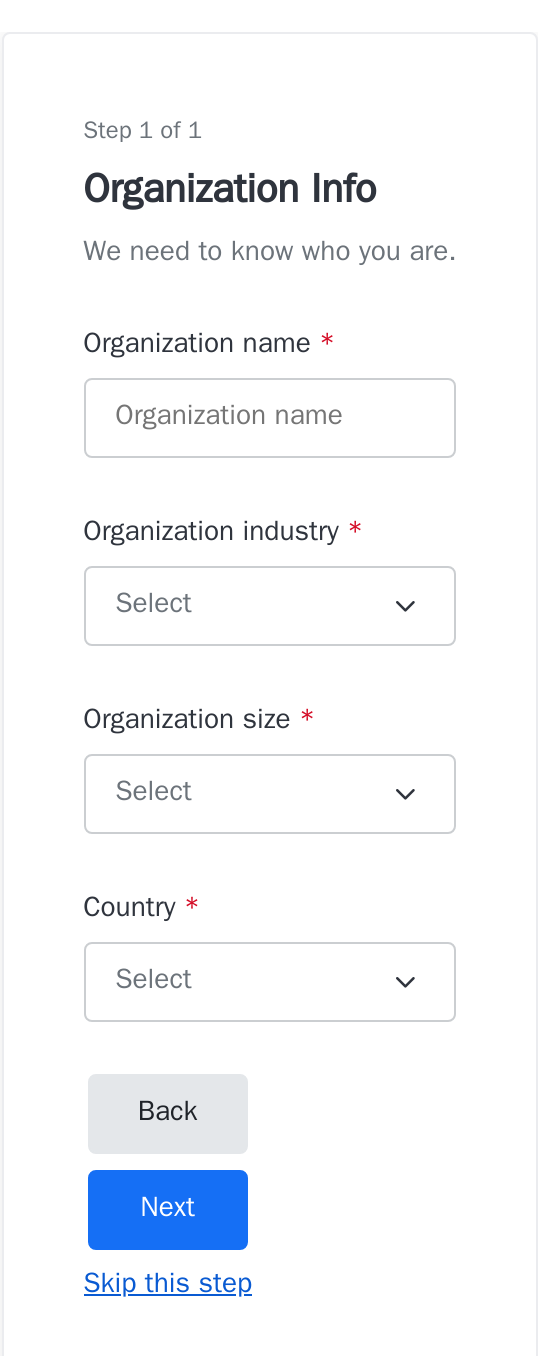 Step 1 of 1
Organization Info
We need to know who you are.
Organization name *
Organization name
Organization industry *
Select
Organization size *
Select
Country *
Select
Back
Next
Skip this step